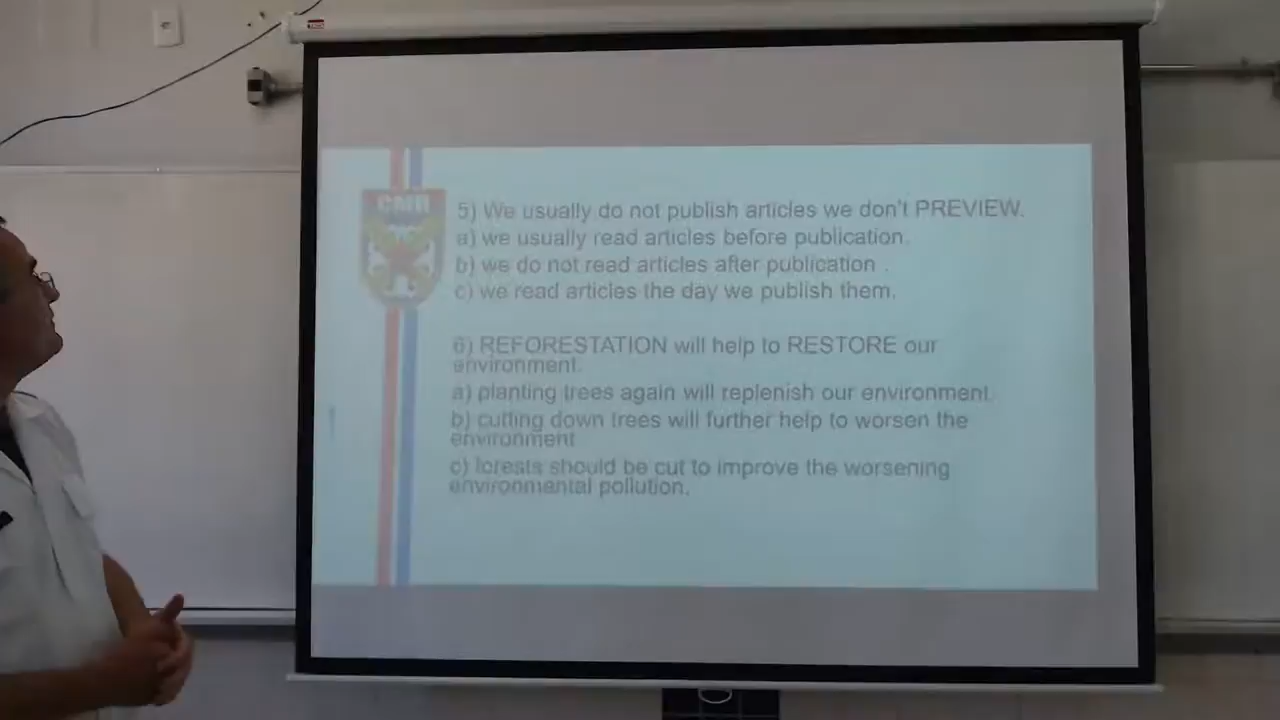 CMR
5) We usually do not publish articles we don't PREVIEW.
a) we usually read articles before publication.
b) we do not read articles after publication .
c) we read articles the day we publish them.
6) REFORESTATION will help to RESTORE our
environment.
a) planting trees again will replenish our environment.
b) cutting down trees will further help to worsen the
environment
c) forests should be cut to improve the worsening
environmental pollution.